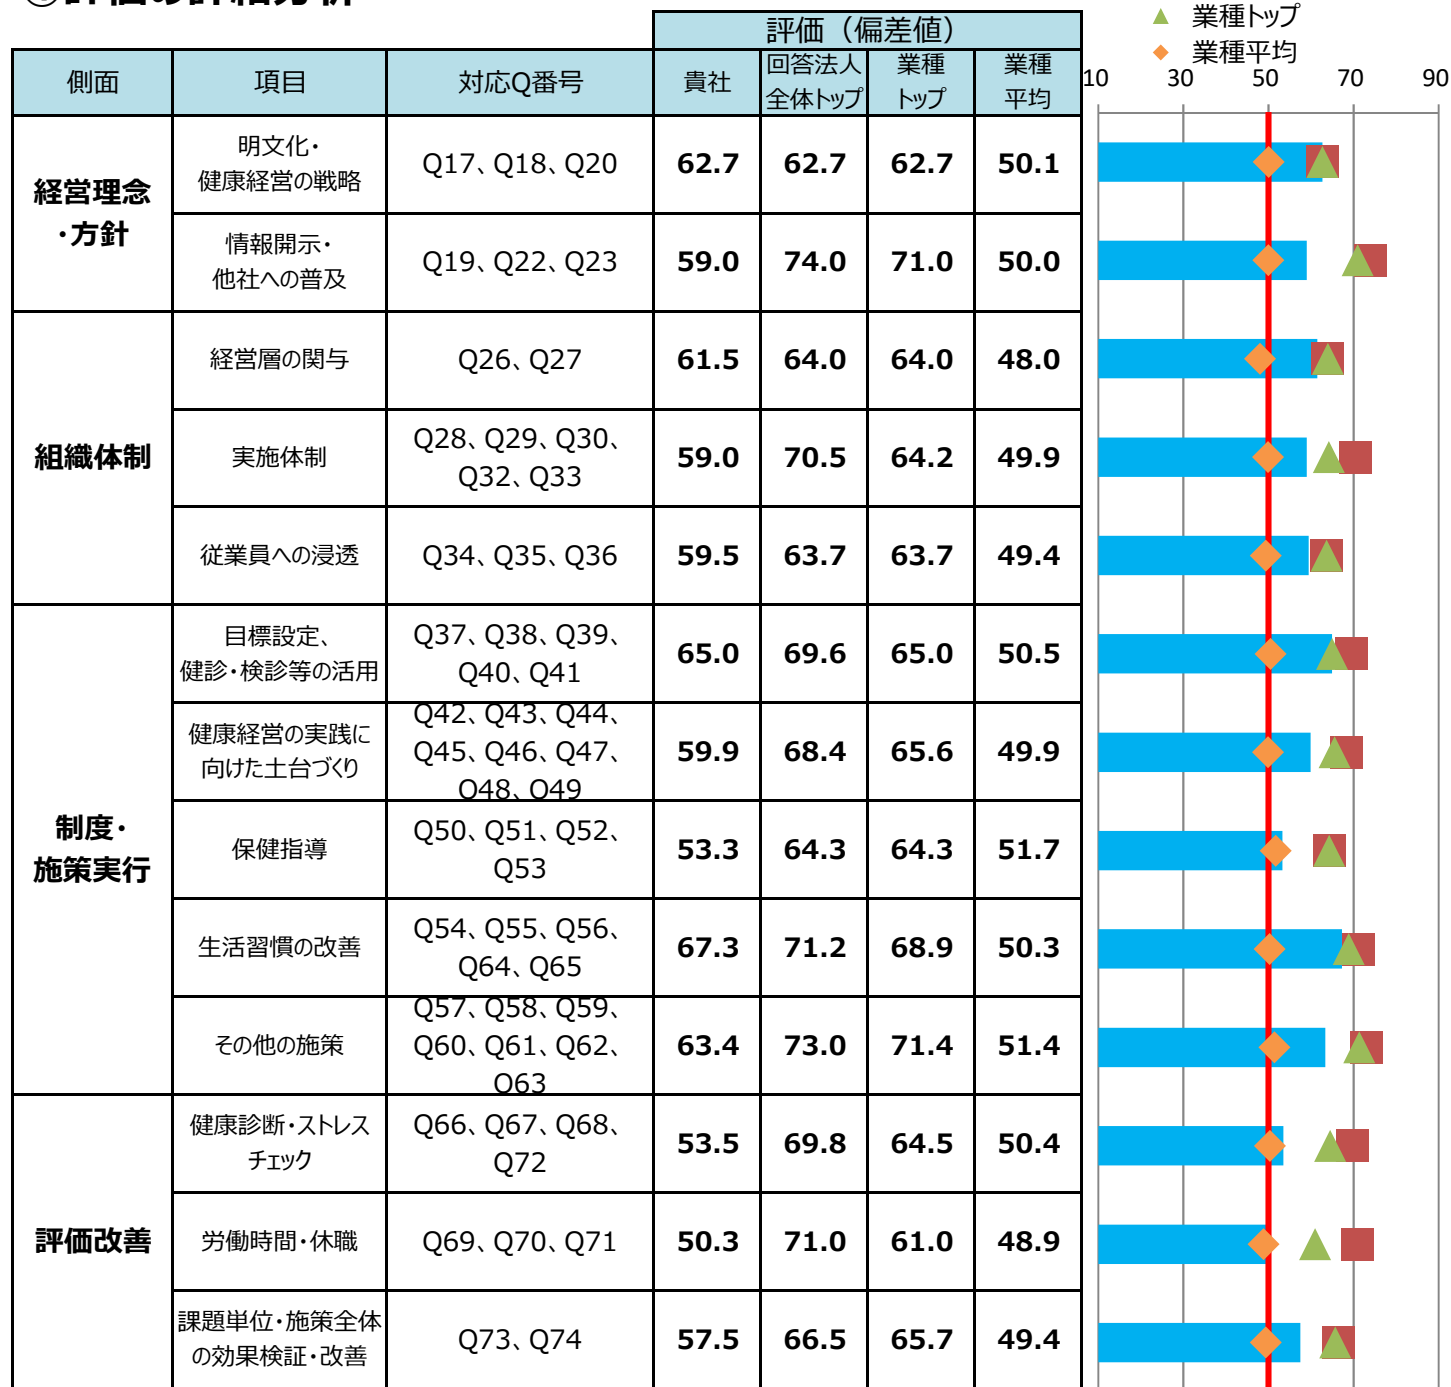 評価（偏差値）
▲ 業種トップ
◆ 業種平均
側面 項目 対応Q番号 貴社 回答法人全体トップ 業種トップ 業種平均
10 30 50 70 90
経営理念・方針
明文化・健康経営の戦略 Q17、Q18、Q20 62.7 62.7 62.7 50.1
情報開示・他社への普及 Q19、Q22、Q23 59.0 74.0 71.0 50.0
組織体制
経営層の関与 Q26、Q27 61.5 64.0 64.0 48.0
実施体制 Q28、Q29、Q30、Q32、Q33 59.0 70.5 64.2 49.9
従業員への浸透 Q34、Q35、Q36 59.5 63.7 63.7 49.4
制度・施策実行
目標設定、健診・検診等の活用 Q37、Q38、Q39、Q40、Q41 65.0 69.6 65.0 50.5
健康経営の実践に向けた土台づくり Q42、Q43、Q44、Q45、Q46、Q47、Q48、Q49 59.9 68.4 65.6 49.9
保健指導 Q50、Q51、Q52、Q53 53.3 64.3 64.3 51.7
生活習慣の改善 Q54、Q55、Q56、Q64、Q65 67.3 71.2 68.9 50.3
その他の施策 Q57、Q58、Q59、Q60、Q61、Q62、Q63 63.4 73.0 71.4 51.4
評価改善
健康診断・ストレスチェック Q66、Q67、Q68、Q72 53.5 69.8 64.5 50.4
労働時間・休職 Q69、Q70、Q71 50.3 71.0 61.0 48.9
課題単位・施策全体の効果検証・改善 Q73、Q74 57.5 66.5 65.7 49.4